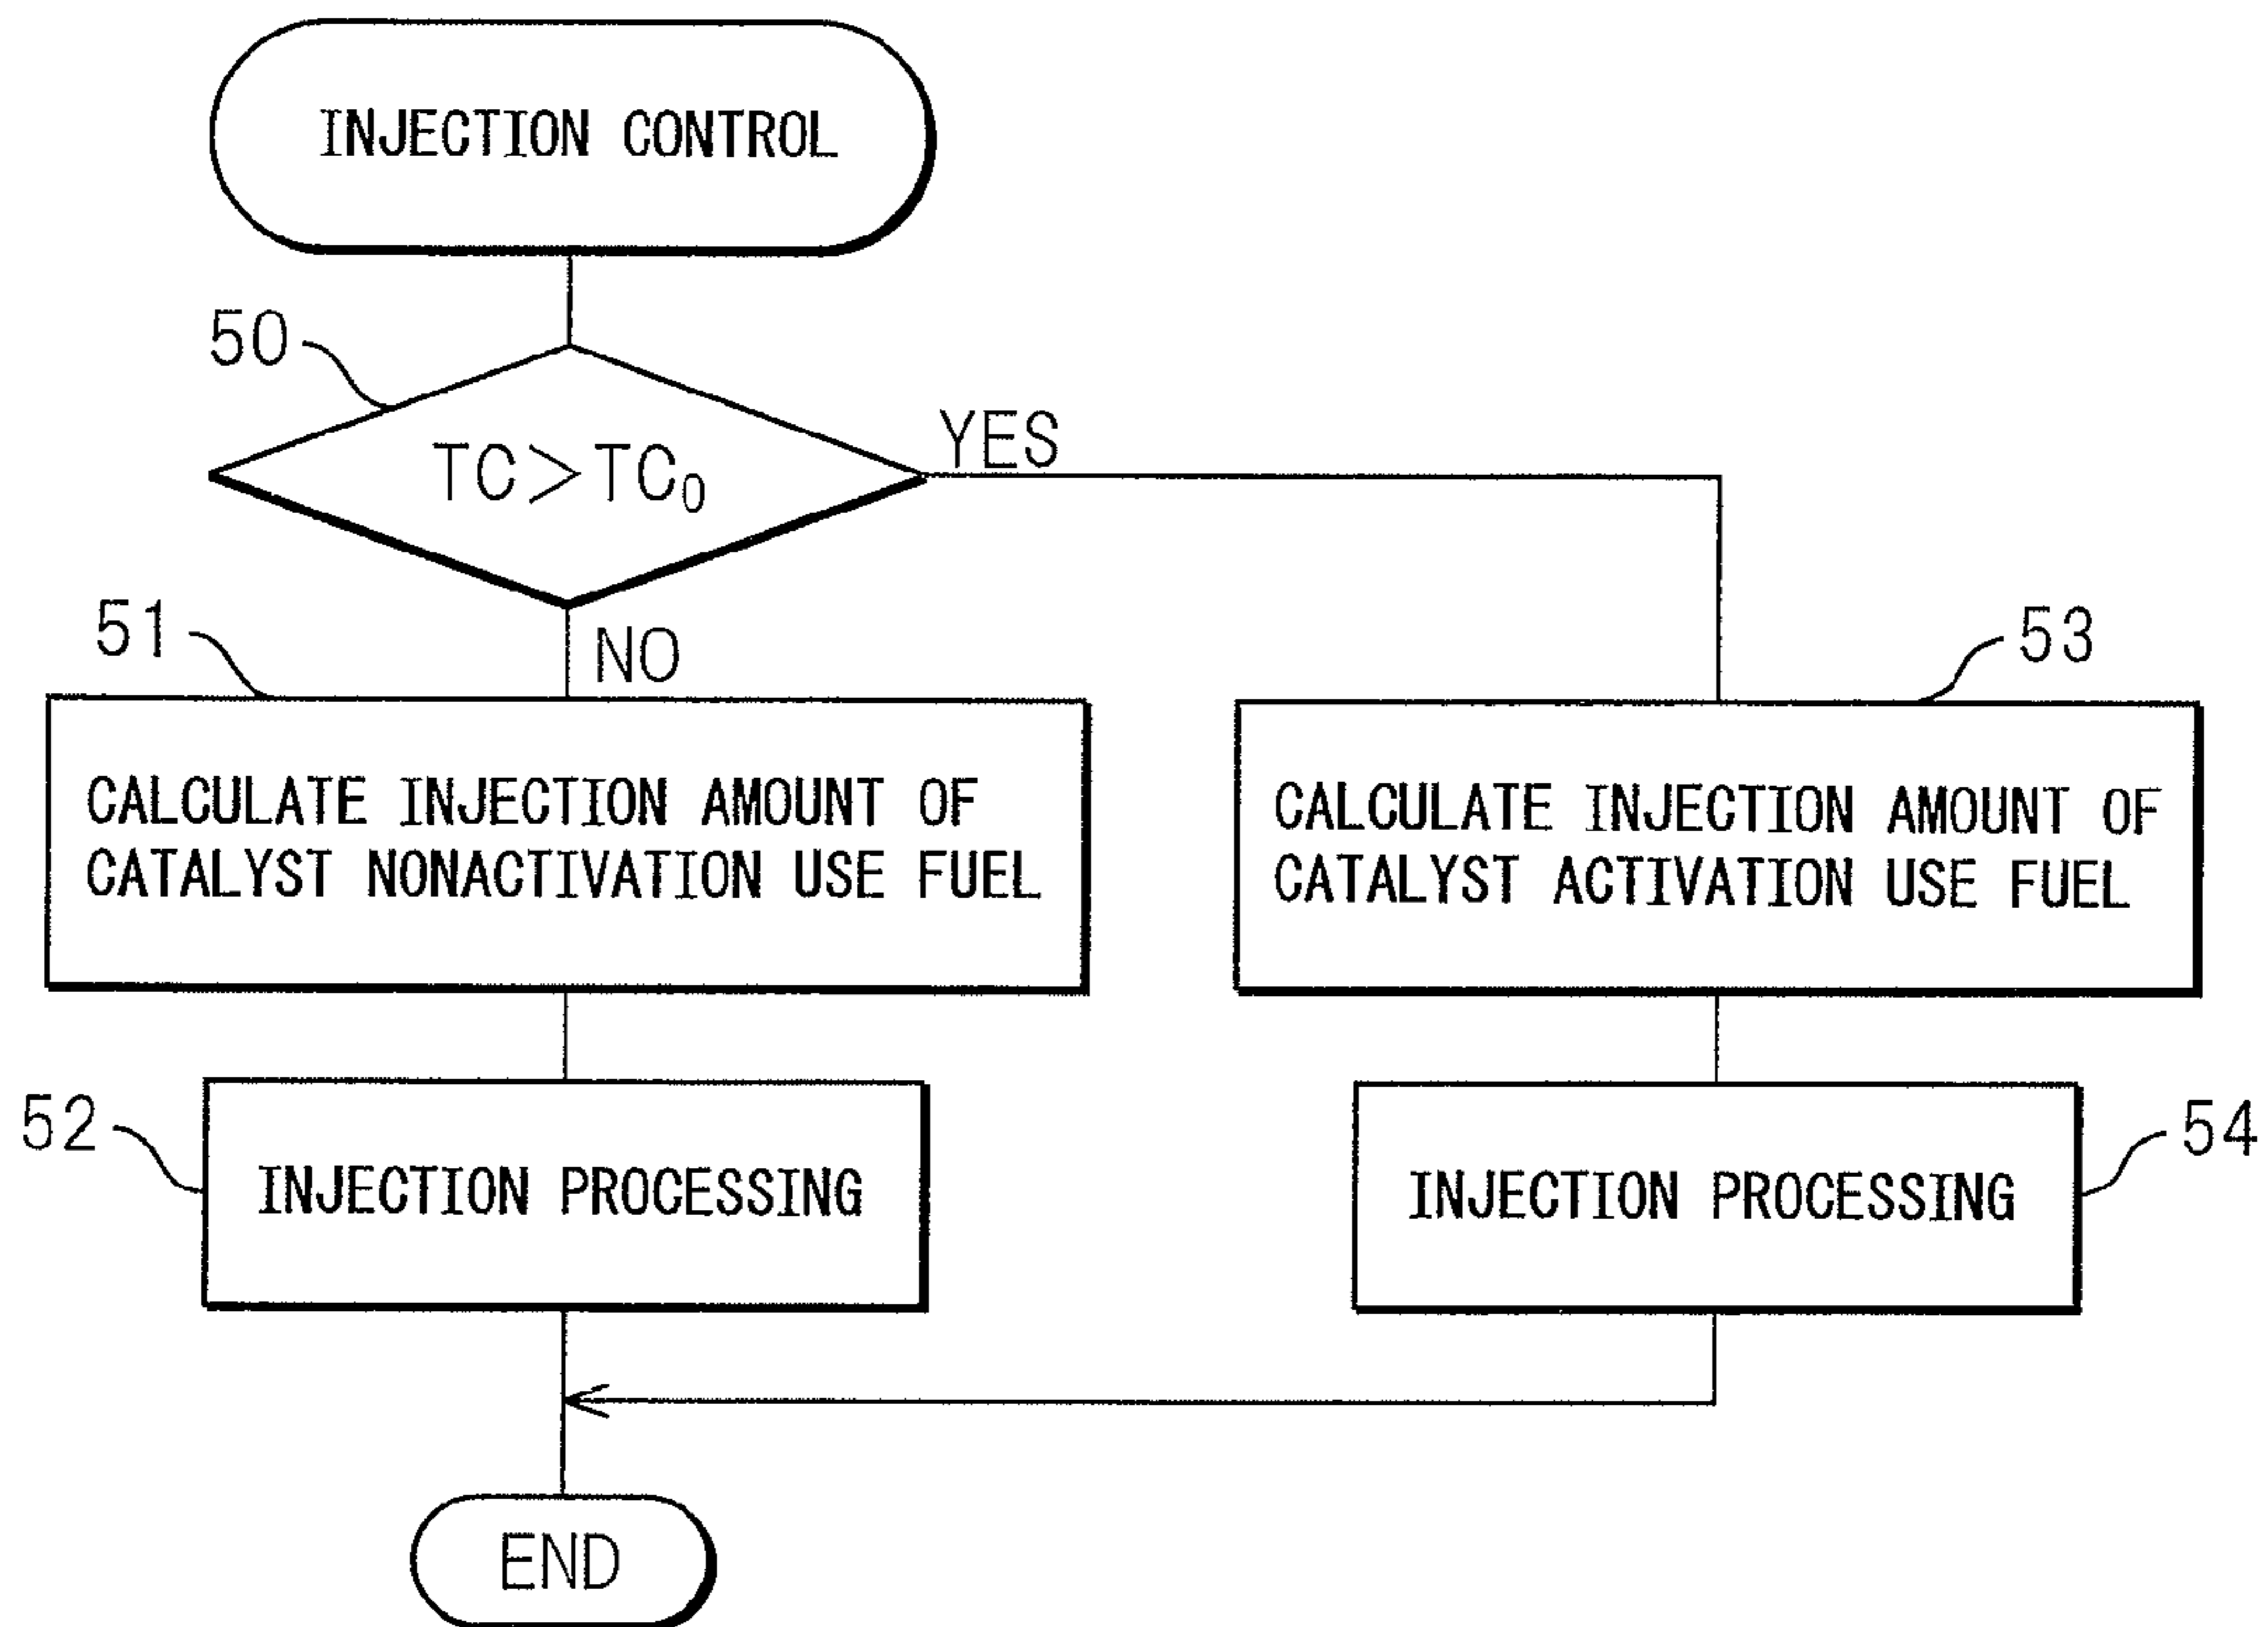 INJECTION CONTROL
50
TC>TC₀
YES
NO
51
CALCULATE INJECTION AMOUNT OF
CATALYST NONACTIVATION USE FUEL
53
CALCULATE INJECTION AMOUNT OF
CATALYST ACTIVATION USE FUEL
52
INJECTION PROCESSING
54
INJECTION PROCESSING
END